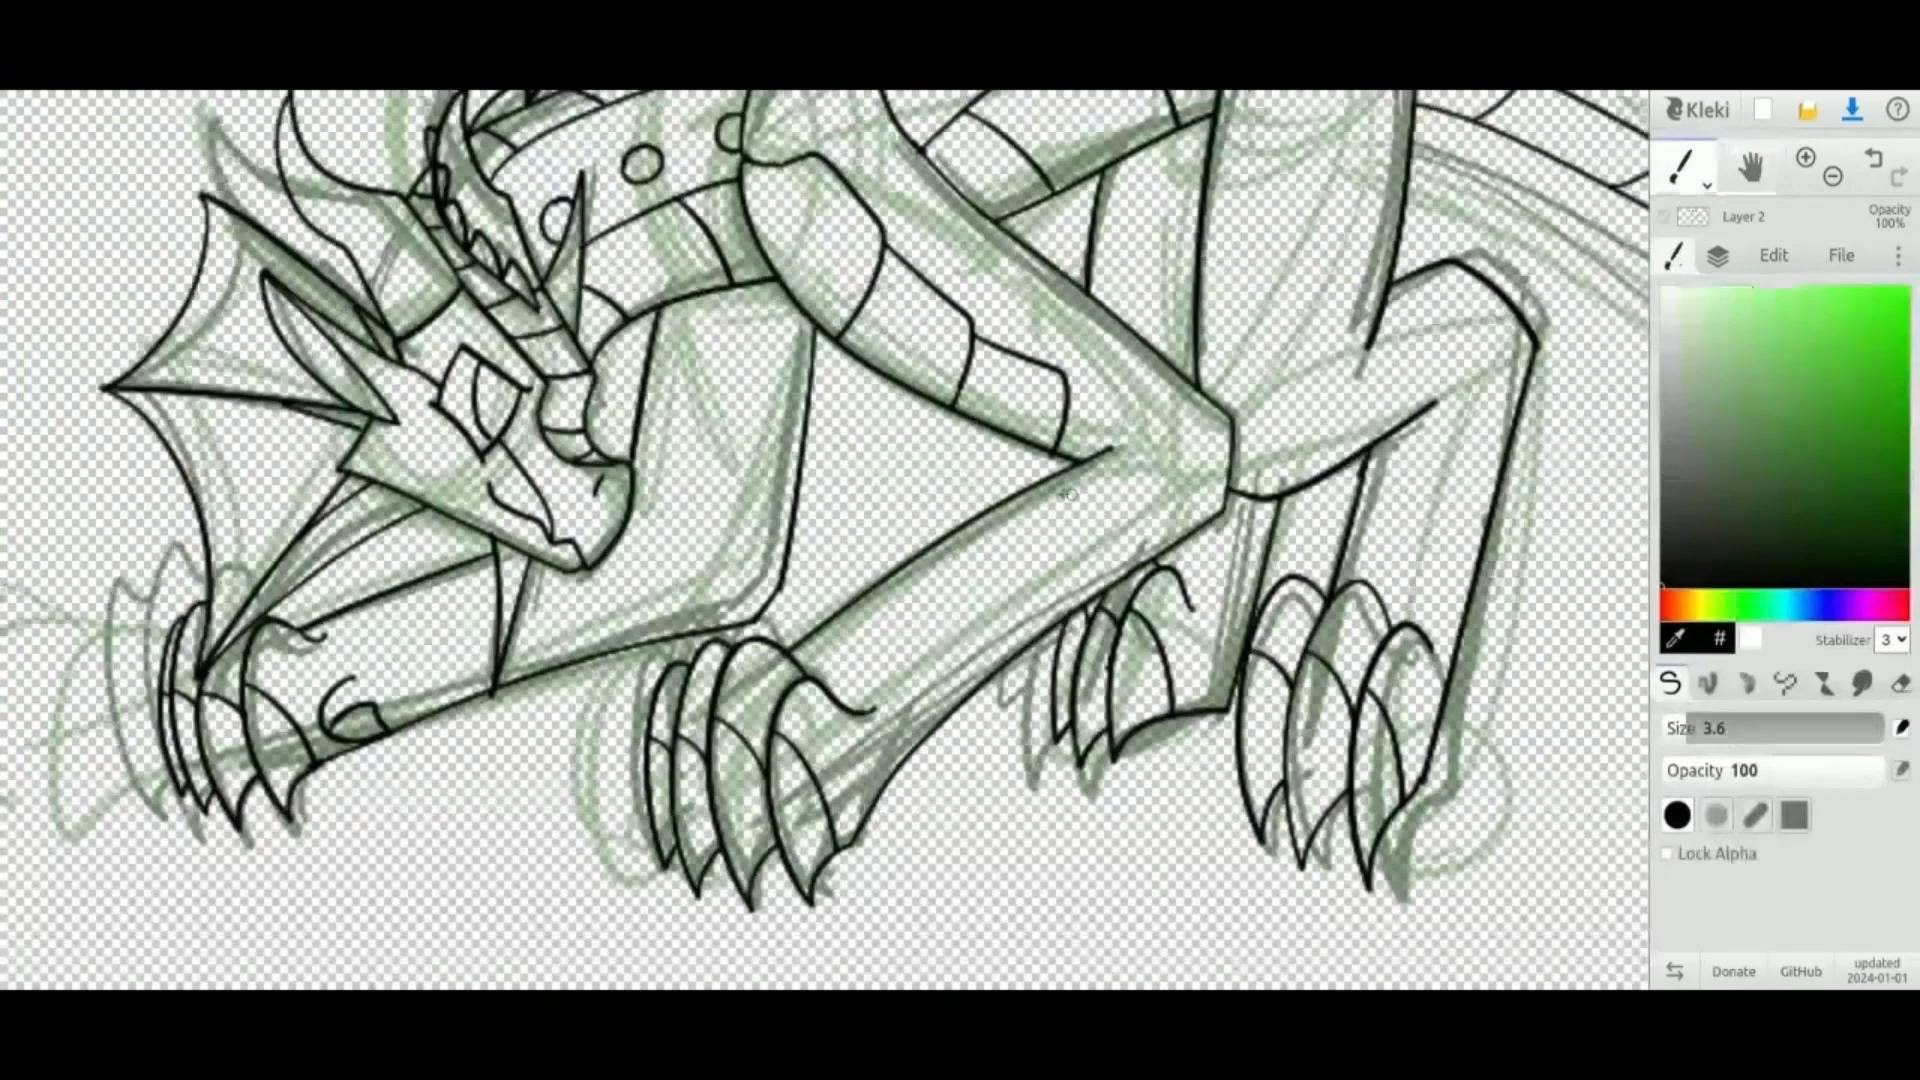 Kleki
Layer 2
Opacity
100%
Edit
File
#
Stabilizer 3
Size 3.6
Opacity 100
Lock Alpha
Donate
GitHub
updated
2024-01-01